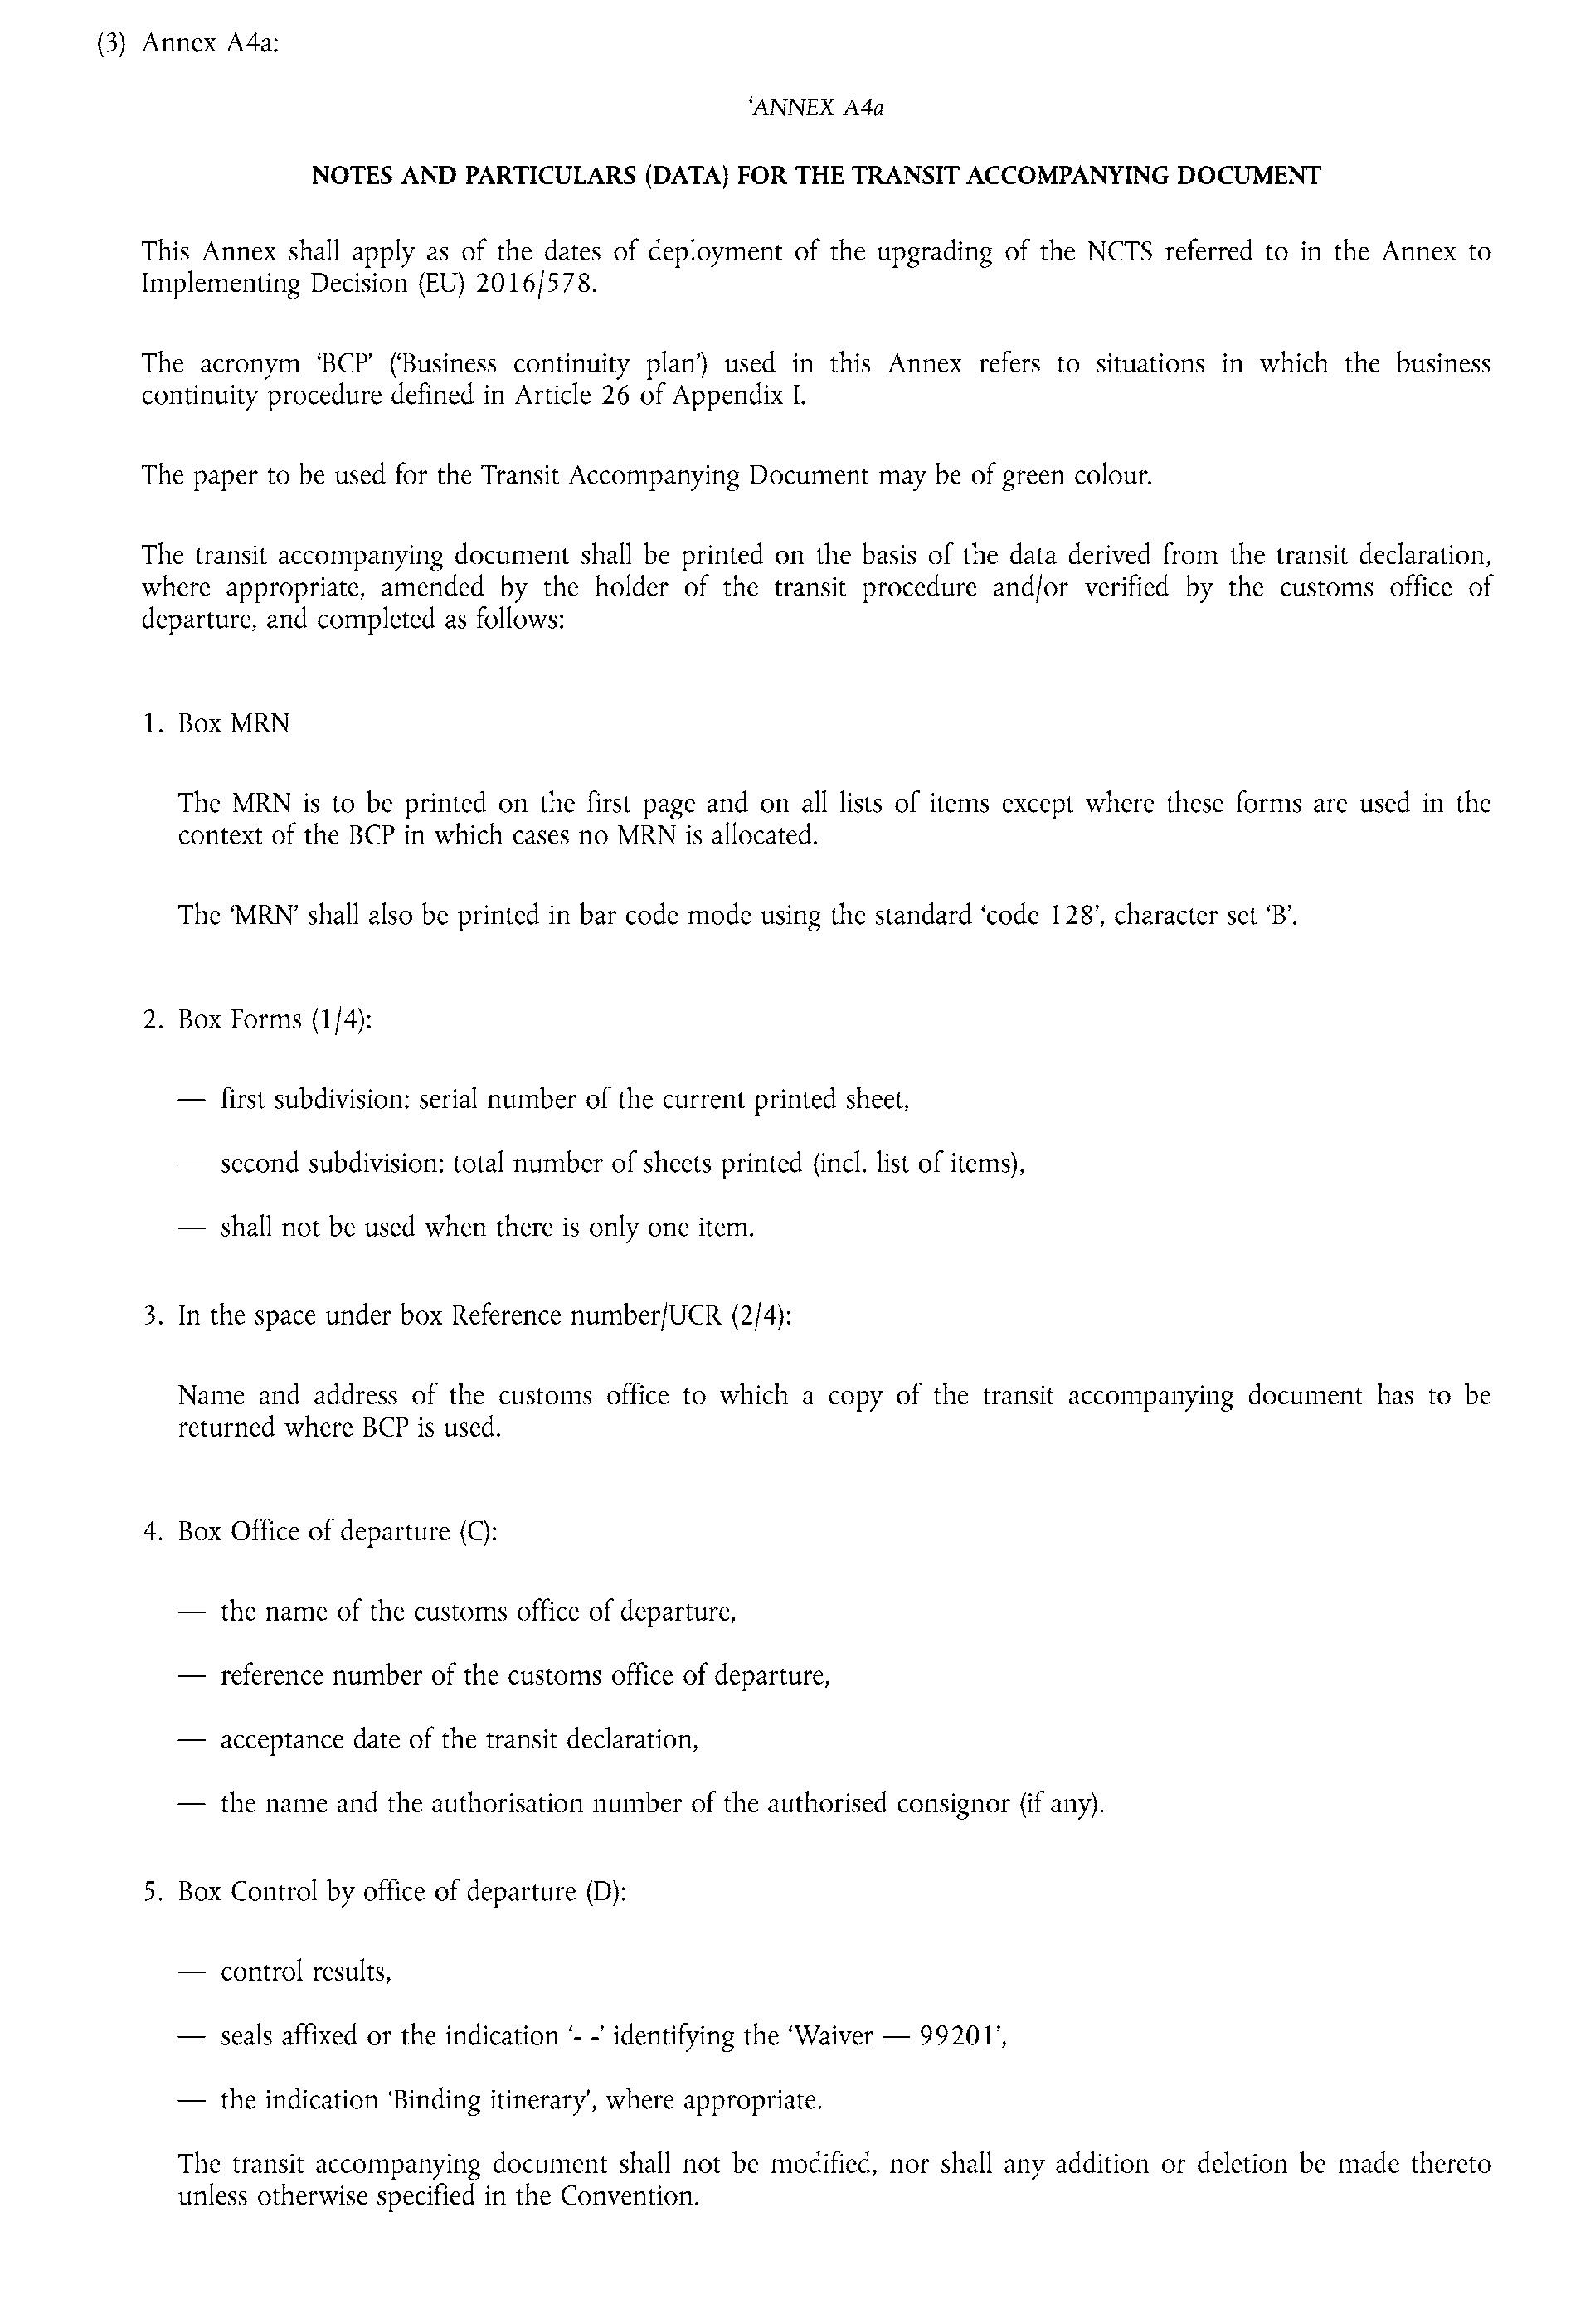 (3) Annex A4a:
‘ANNEX A4a
NOTES AND PARTICULARS (DATA) FOR THE TRANSIT ACCOMPANYING DOCUMENT
This Annex shall apply as of the dates of deployment of the upgrading of the NCTS referred to in the Annex to
Implementing Decision (EU) 2016/578.
The acronym ‘BCP’ (‘Business continuity plan’) used in this Annex refers to situations in which the business
continuity procedure defined in Article 26 of Appendix I.
The paper to be used for the Transit Accompanying Document may be of green colour.
The transit accompanying document shall be printed on the basis of the data derived from the transit declaration,
where appropriate, amended by the holder of the transit procedure and/or verified by the customs office of
departure, and completed as follows:
1. Box MRN
The MRN is to be printed on the first page and on all lists of items except where these forms are used in the
context of the BCP in which cases no MRN is allocated.
The ‘MRN’ shall also be printed in bar code mode using the standard ‘code 128’, character set ‘B’.
2. Box Forms (1/4):
— first subdivision: serial number of the current printed sheet,
— second subdivision: total number of sheets printed (incl. list of items),
— shall not be used when there is only one item.
3. In the space under box Reference number/UCR (2/4):
Name and address of the customs office to which a copy of the transit accompanying document has to be
returned where BCP is used.
4. Box Office of departure (C):
— the name of the customs office of departure,
— reference number of the customs office of departure,
— acceptance date of the transit declaration,
— the name and the authorisation number of the authorised consignor (if any).
5. Box Control by office of departure (D):
— control results,
— seals affixed or the indication ‘- -’ identifying the ‘Waiver — 99201’,
— the indication ‘Binding itinerary’, where appropriate.
The transit accompanying document shall not be modified, nor shall any addition or deletion be made thereto
unless otherwise specified in the Convention.